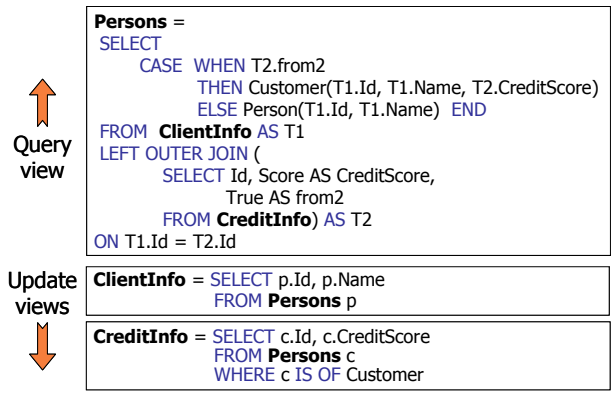 Persons =
SELECT
CASE WHEN T2.from2
THEN Customer(T1.Id, T1.Name, T2.CreditScore)
ELSE Person(T1.Id, T1.Name) END
FROM ClientInfo AS T1
LEFT OUTER JOIN (
SELECT Id, Score AS CreditScore,
True AS from2
FROM CreditInfo) AS T2
ON T1.Id = T2.Id
Query
view
Update
views
ClientInfo = SELECT p.Id, p.Name
FROM Persons p
CreditInfo = SELECT c.Id, c.CreditScore
FROM Persons c
WHERE c IS OF Customer